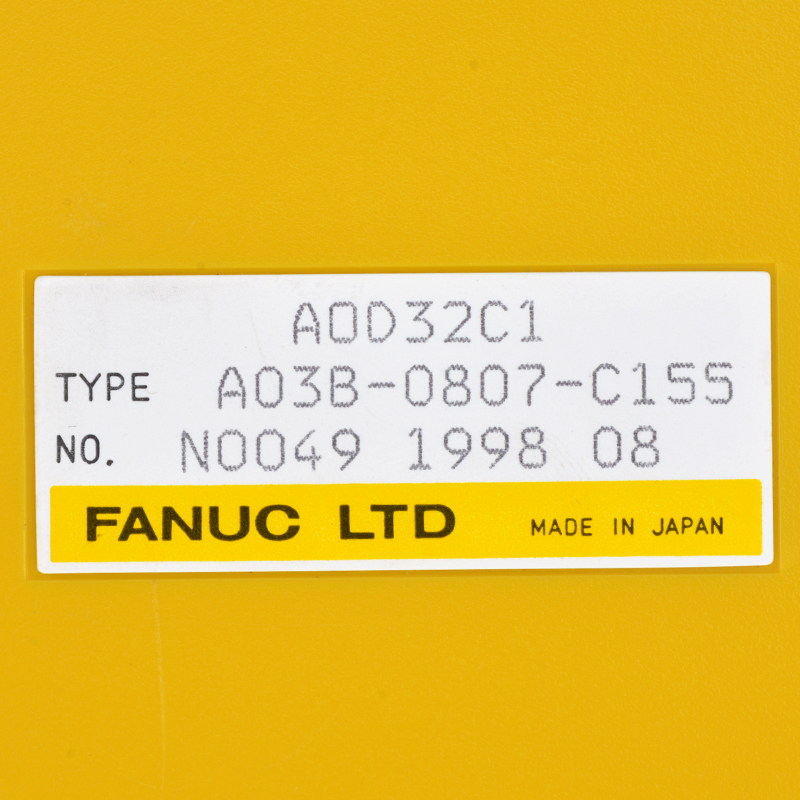 AOD32C1
TYPE A03B-0807-C155
NO. N0049 1998 08
FANUC LTD MADE IN JAPAN